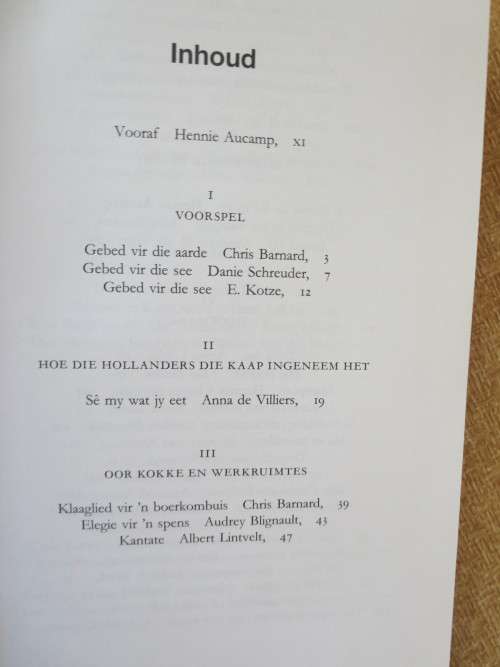 Inhoud
Vooraf Hennie Aucamp, XI
I
VOORSPEL
Gebed vir die aarde Chris Barnard, 3
Gebed vir die see Danie Schreuder, 7
Gebed vir die see E. Kotze, 12
II
HOE DIE HOLLANDERS DIE KAAP INGENEEM HET
Sê my wat jy eet Anna de Villiers, 19
III
OOR KOKKE EN WERKRUIMTES
Klaaglied vir 'n boerkombuis Chris Barnard, 39
Elegie vir 'n spens Audrey Blignault, 43
Kantate Albert Lintvelt, 47